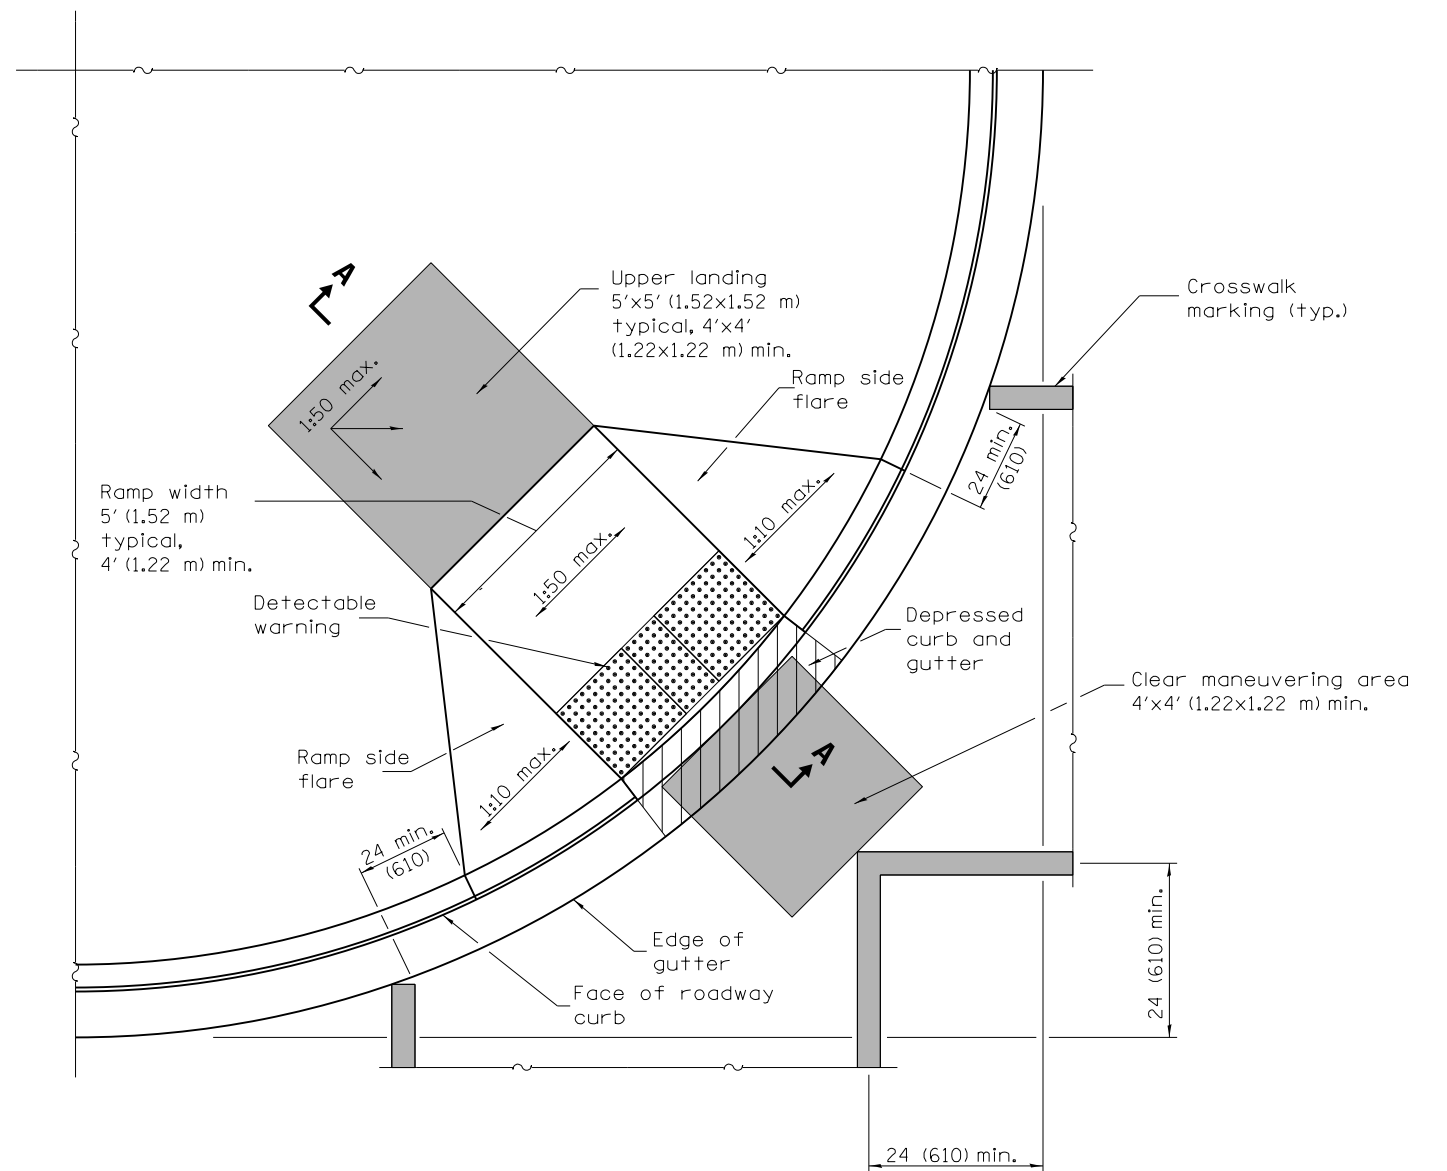 A
Upper landing
5'x5' (1.52x1.52 m)
typical, 4'x4'
(1.22x1.22 m) min.
Crosswalk
marking (typ.)
1:50 max.
Ramp side
flare
24 min.
(610)
Ramp width
5' (1.52 m)
typical,
4' (1.22 m) min.
1:10 max.
1:50 max.
Detectable
warning
Depressed
curb and
gutter
Clear maneuvering area
4'x4' (1.22x1.22 m) min.
Ramp side
flare
1:10 max.
A
24 min.
(610)
Edge of
gutter
Face of roadway
curb
24 (610) min.
24 (610) min.